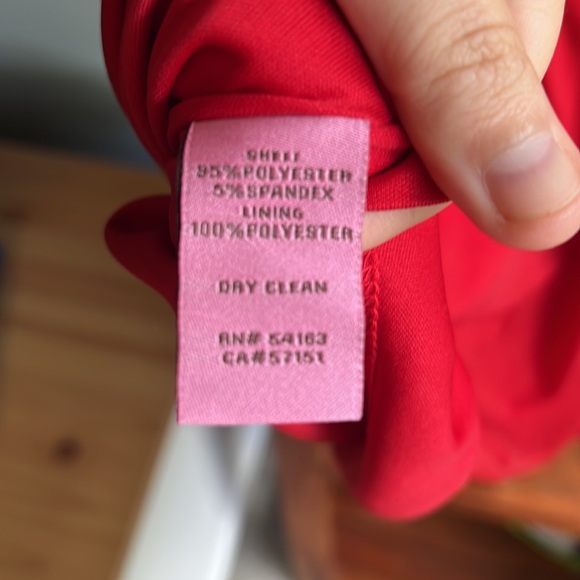 SHELL
95%POLYESTER
5%SPANDEX
LINING
100%POLYESTER
DRY CLEAN
RN# 54163
CA#57151